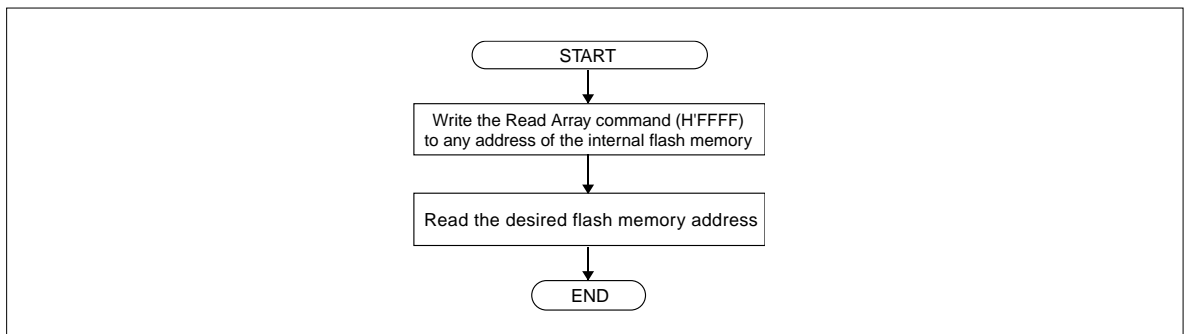 START
Write the Read Array command (H'FFFF)
to any address of the internal flash memory
Read the desired flash memory address
END